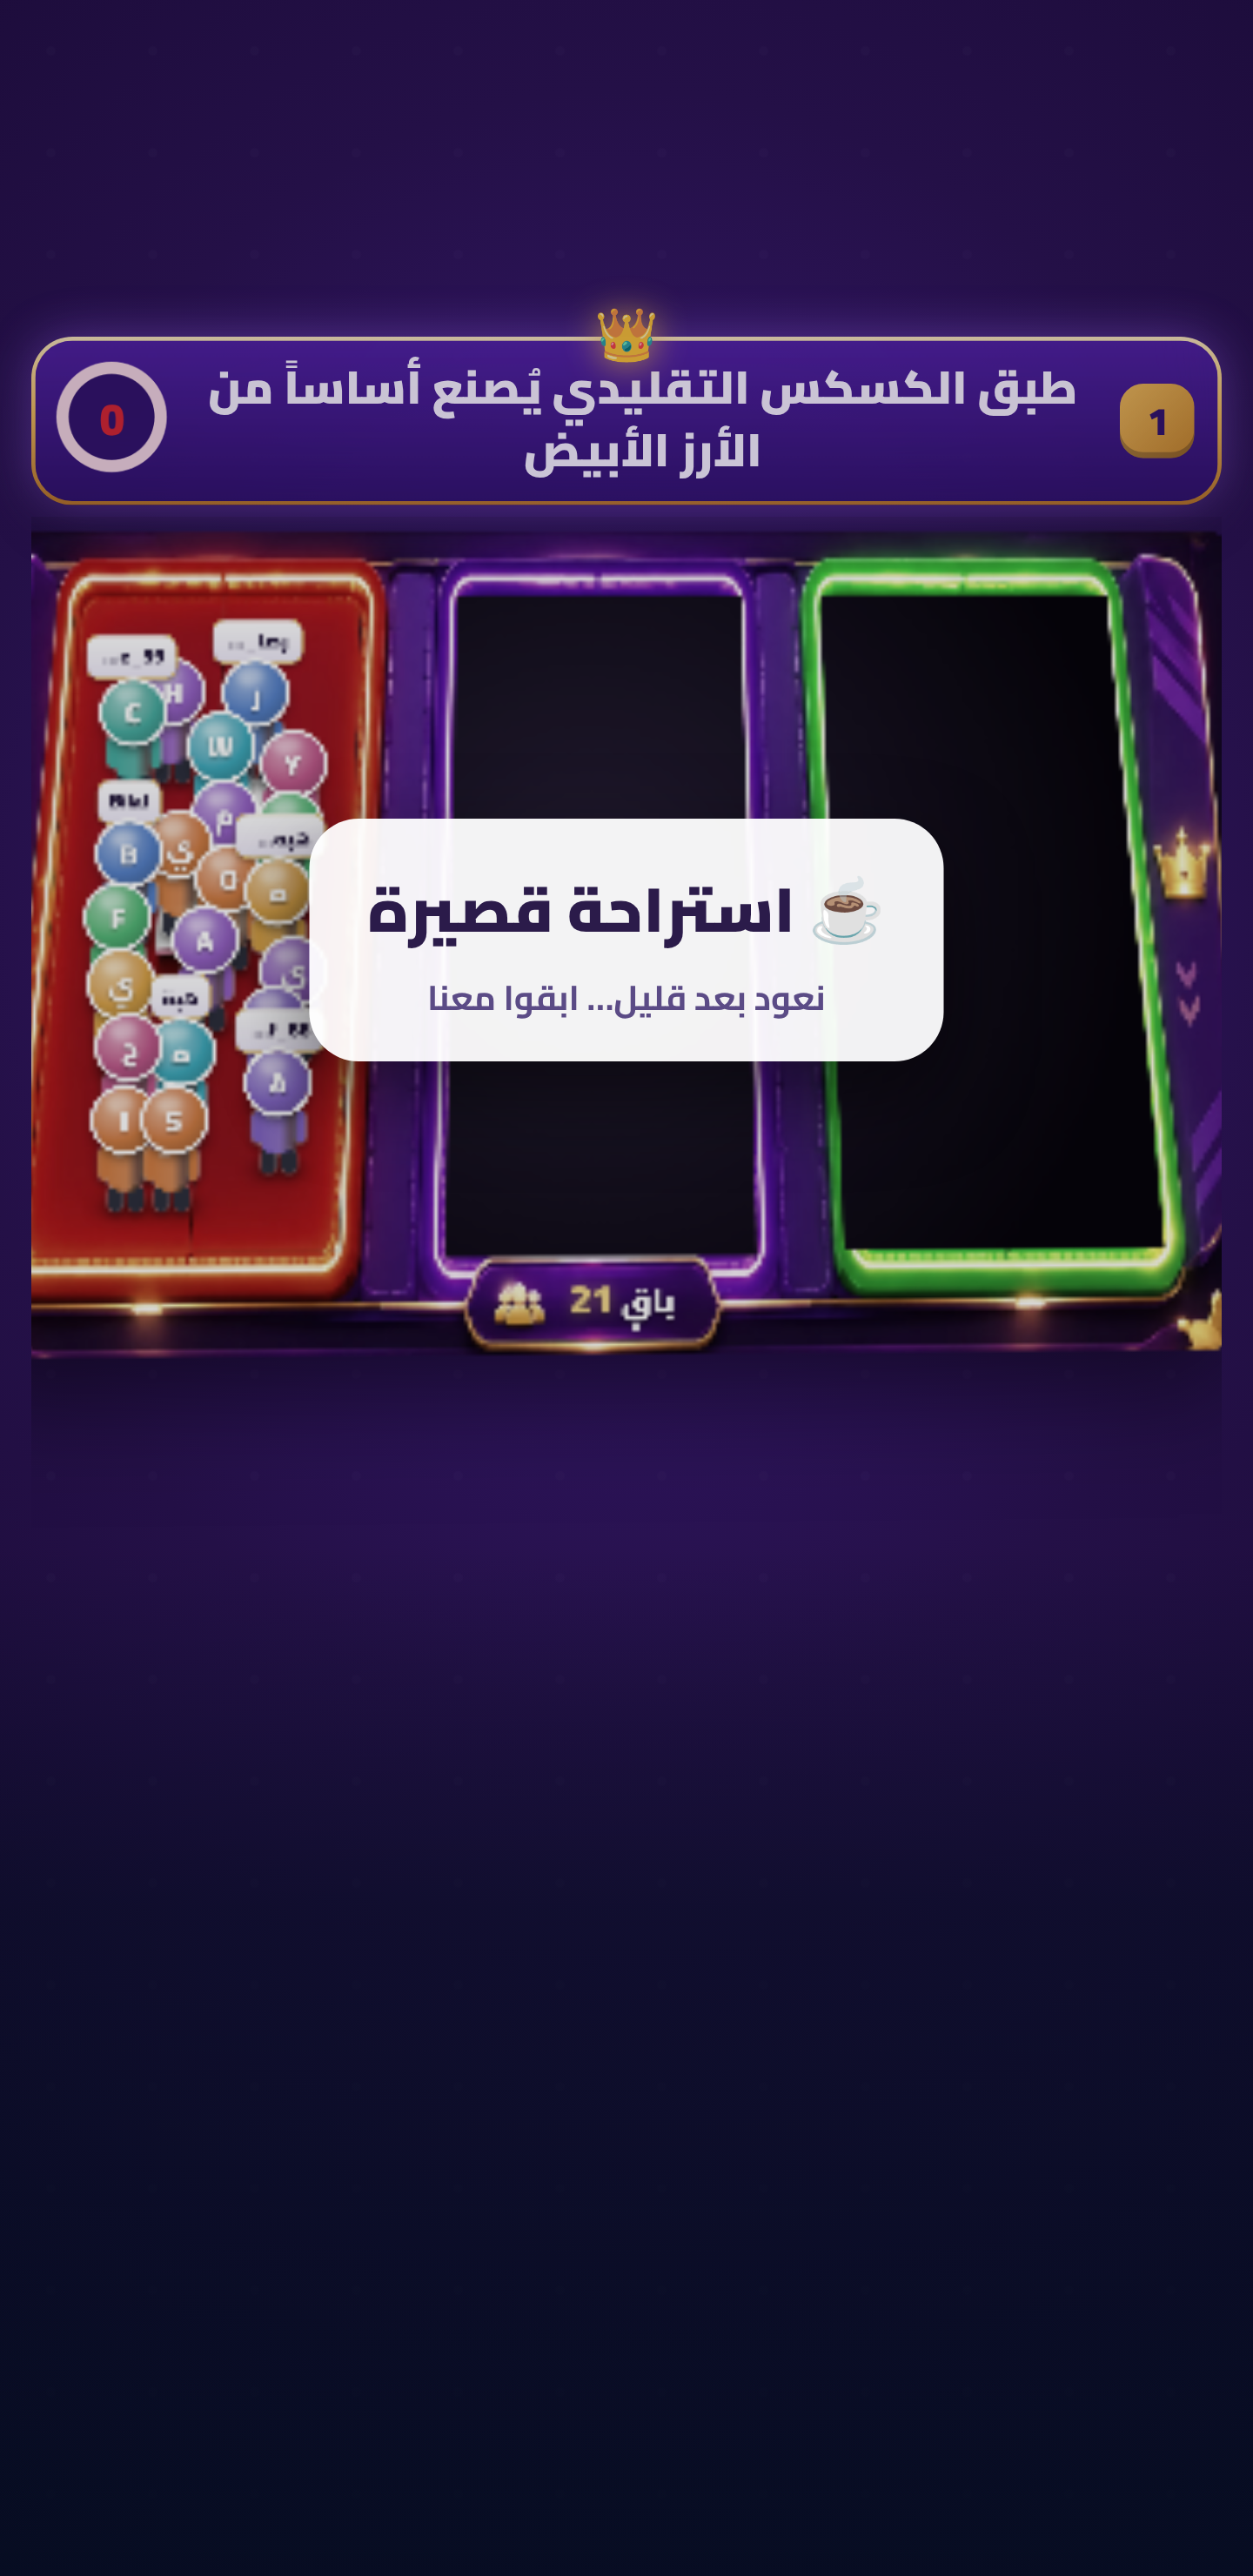 1
طبق الكسكس التقليدي يُصنع أساساً من
الأرز الأبيض
0
J
H
C
W
Y
م
Bilal
B
ي
D
ه
F
A
ي
ي
ح
ه
A
I
S
☕ استراحة قصيرة
نعود بعد قليل... ابقوا معنا
باقٍ 21